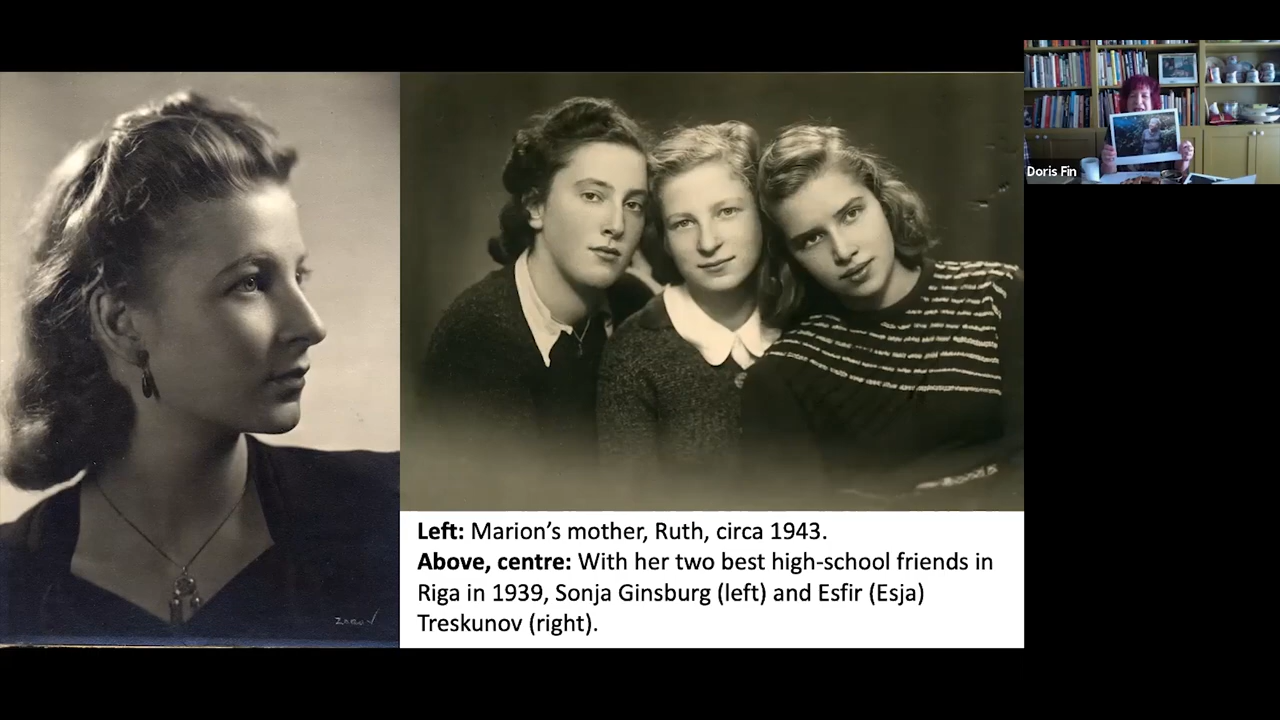 Doris Fin
Left: Marion’s mother, Ruth, circa 1943.
Above, centre: With her two best high-school friends in
Riga in 1939, Sonja Ginsburg (left) and Esfir (Esja)
Treskunov (right).